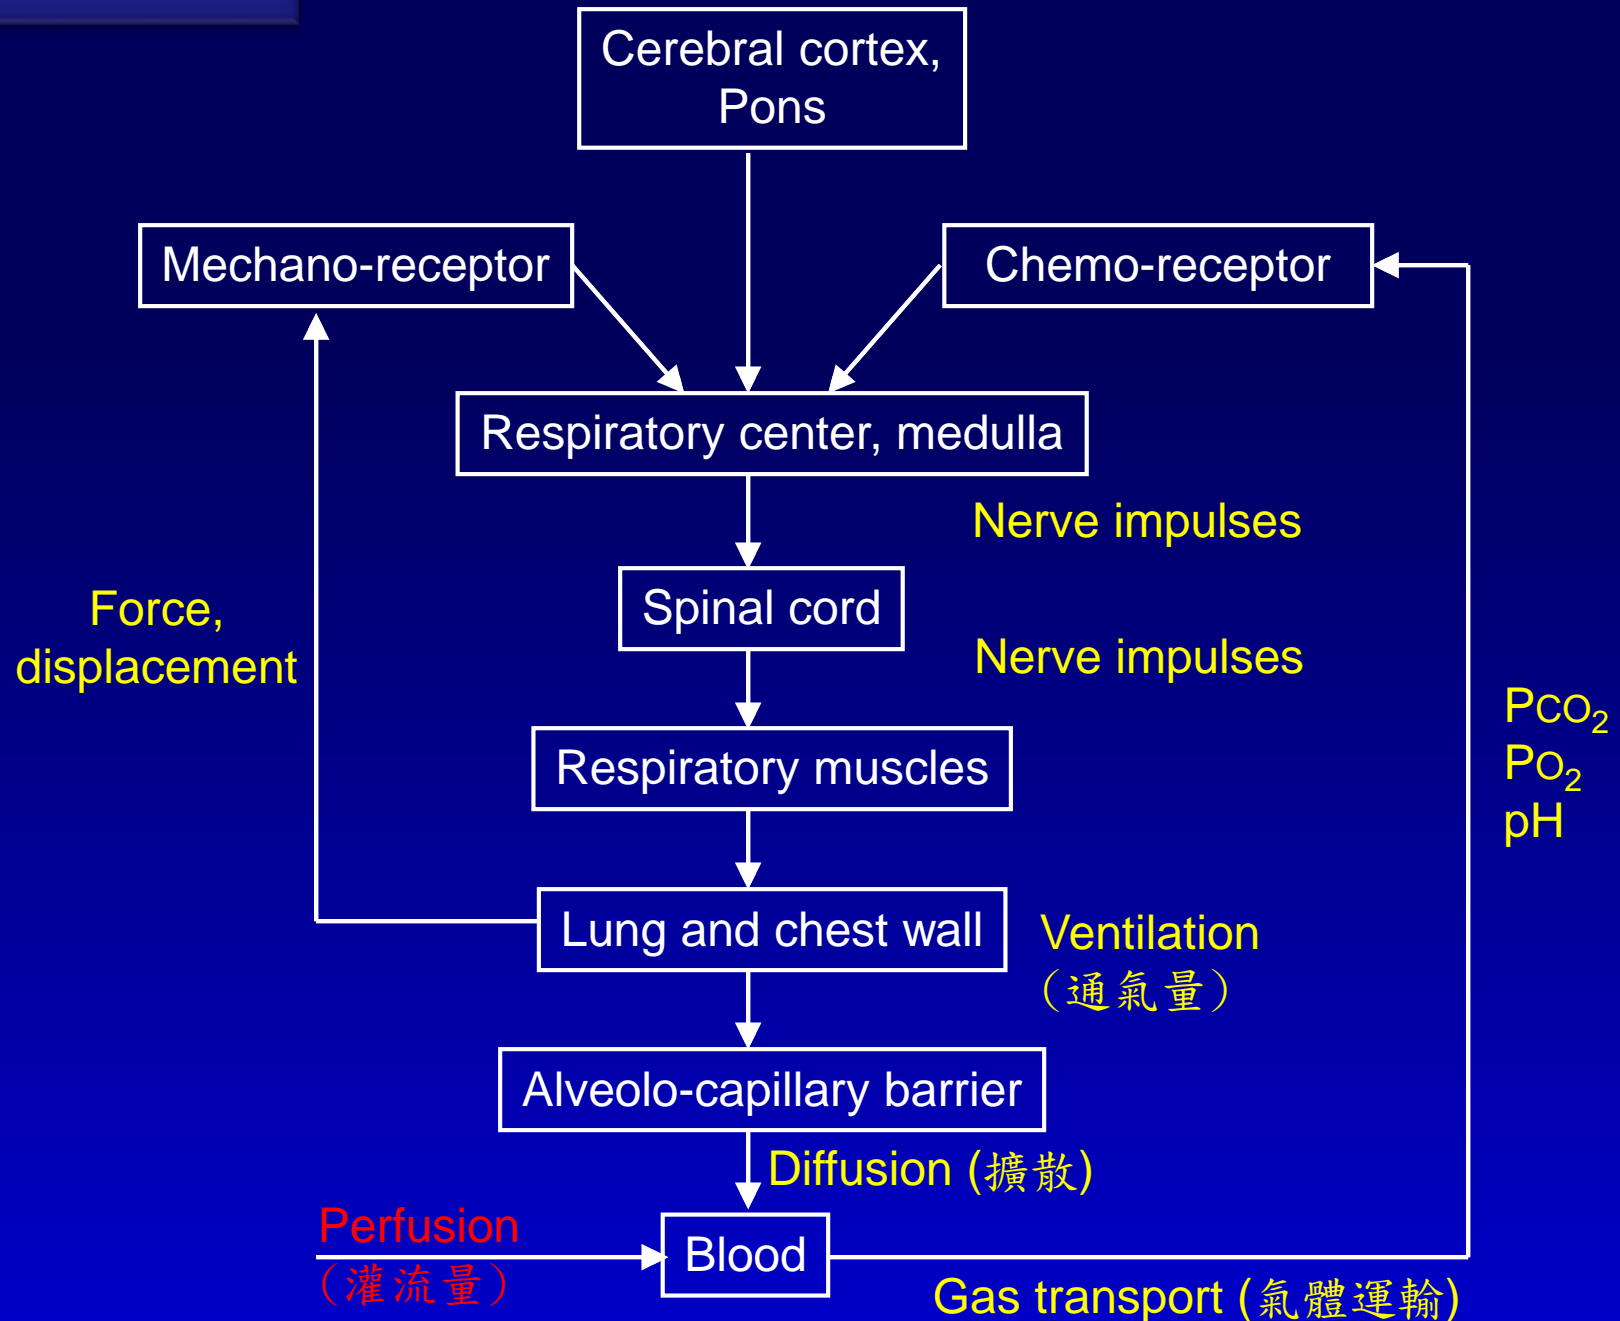 Cerebral cortex,
Pons
Mechano-receptor
Chemo-receptor
Respiratory center, medulla
Nerve impulses
Spinal cord
Force,
displacement
Nerve impulses
PCO₂
PO₂
pH
Respiratory muscles
Lung and chest wall
Ventilation
(通氣量)
Alveolo-capillary barrier
Diffusion (擴散)
Perfusion
(灌流量)
Blood
Gas transport (氣體運輸)